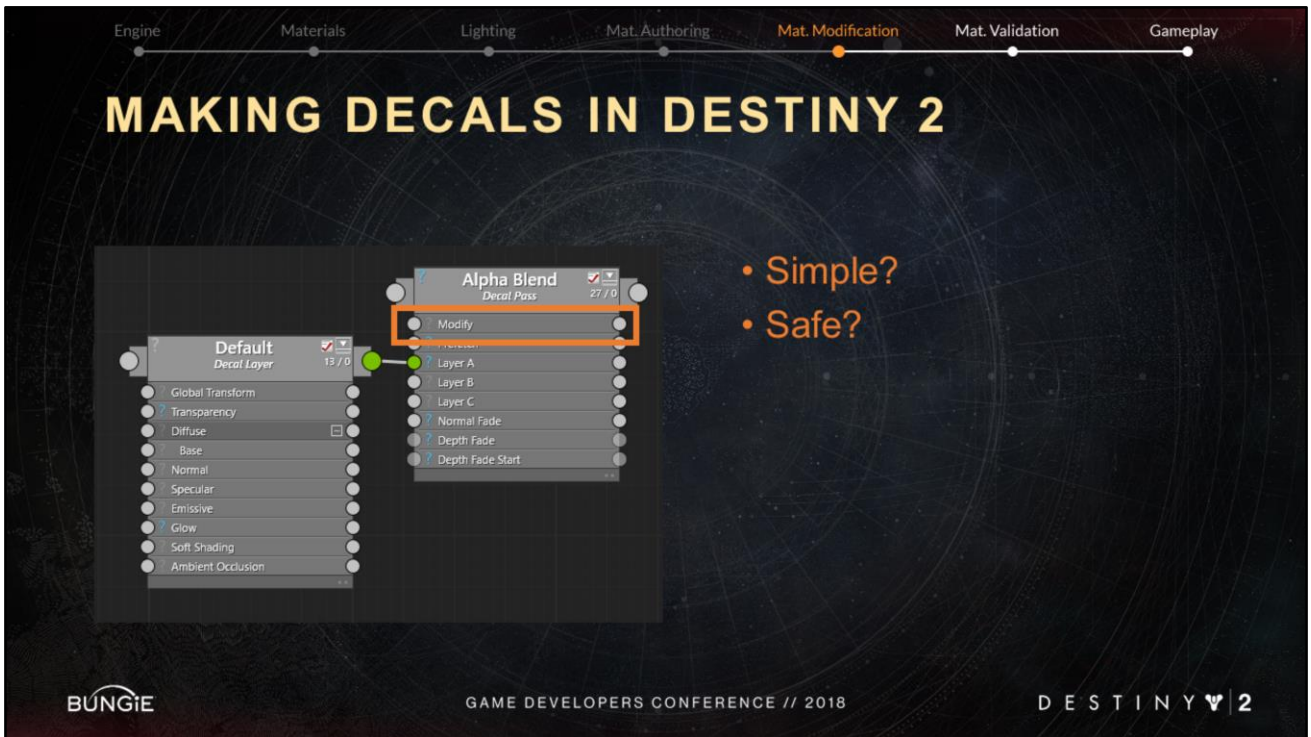 Engine Materials Lighting Mat. Authoring Mat. Modification Mat. Validation Gameplay
MAKING DECALS IN DESTINY 2
Alpha Blend
Decal Pass
27 / 0
? Modify
? Layer A
? Layer B
? Layer C
? Normal Fade
? Depth Fade
? Depth Fade Start
Default
Decal Layer
13 / 0
? Global Transform
? Transparency
? Diffuse
? Base
? Normal
? Specular
? Emissive
? Glow
? Soft Shading
? Ambient Occlusion
• Simple?
• Safe?
BUNGiE
GAME DEVELOPERS CONFERENCE // 2018
DESTINY 2